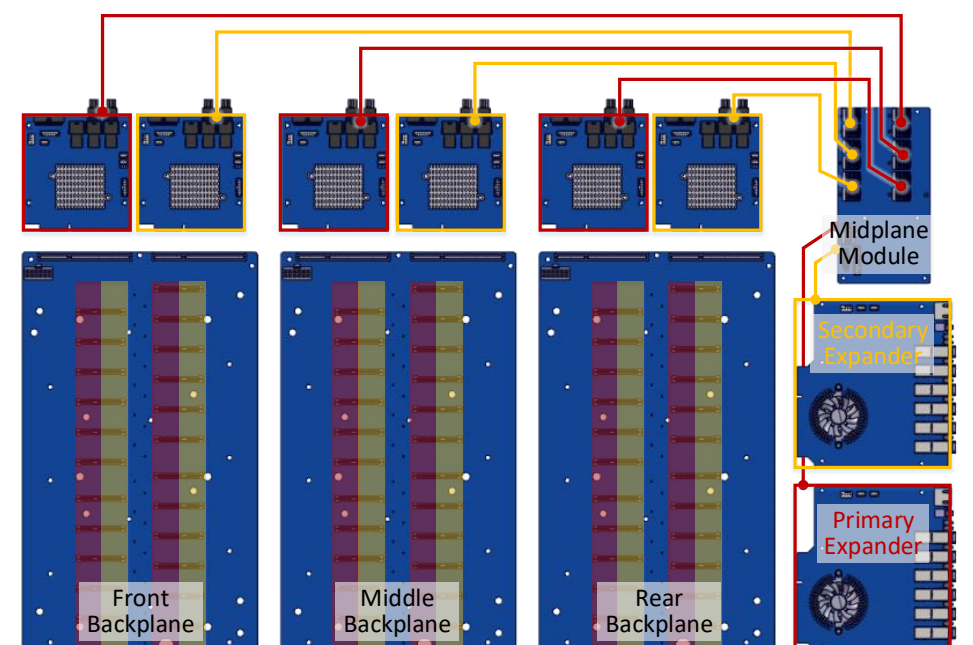 Midplane
Module
Secondary
Expander
Primary
Expander
Front
Backplane
Middle
Backplane
Rear
Backplane